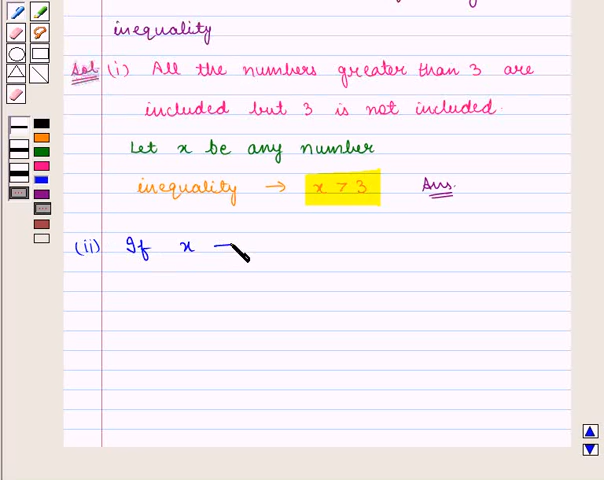 inequality
Sol (i) All the numbers greater than 3 are
included but 3 is not included.
Let x be any number
inequality → x > 3 Ans.
(ii) If x